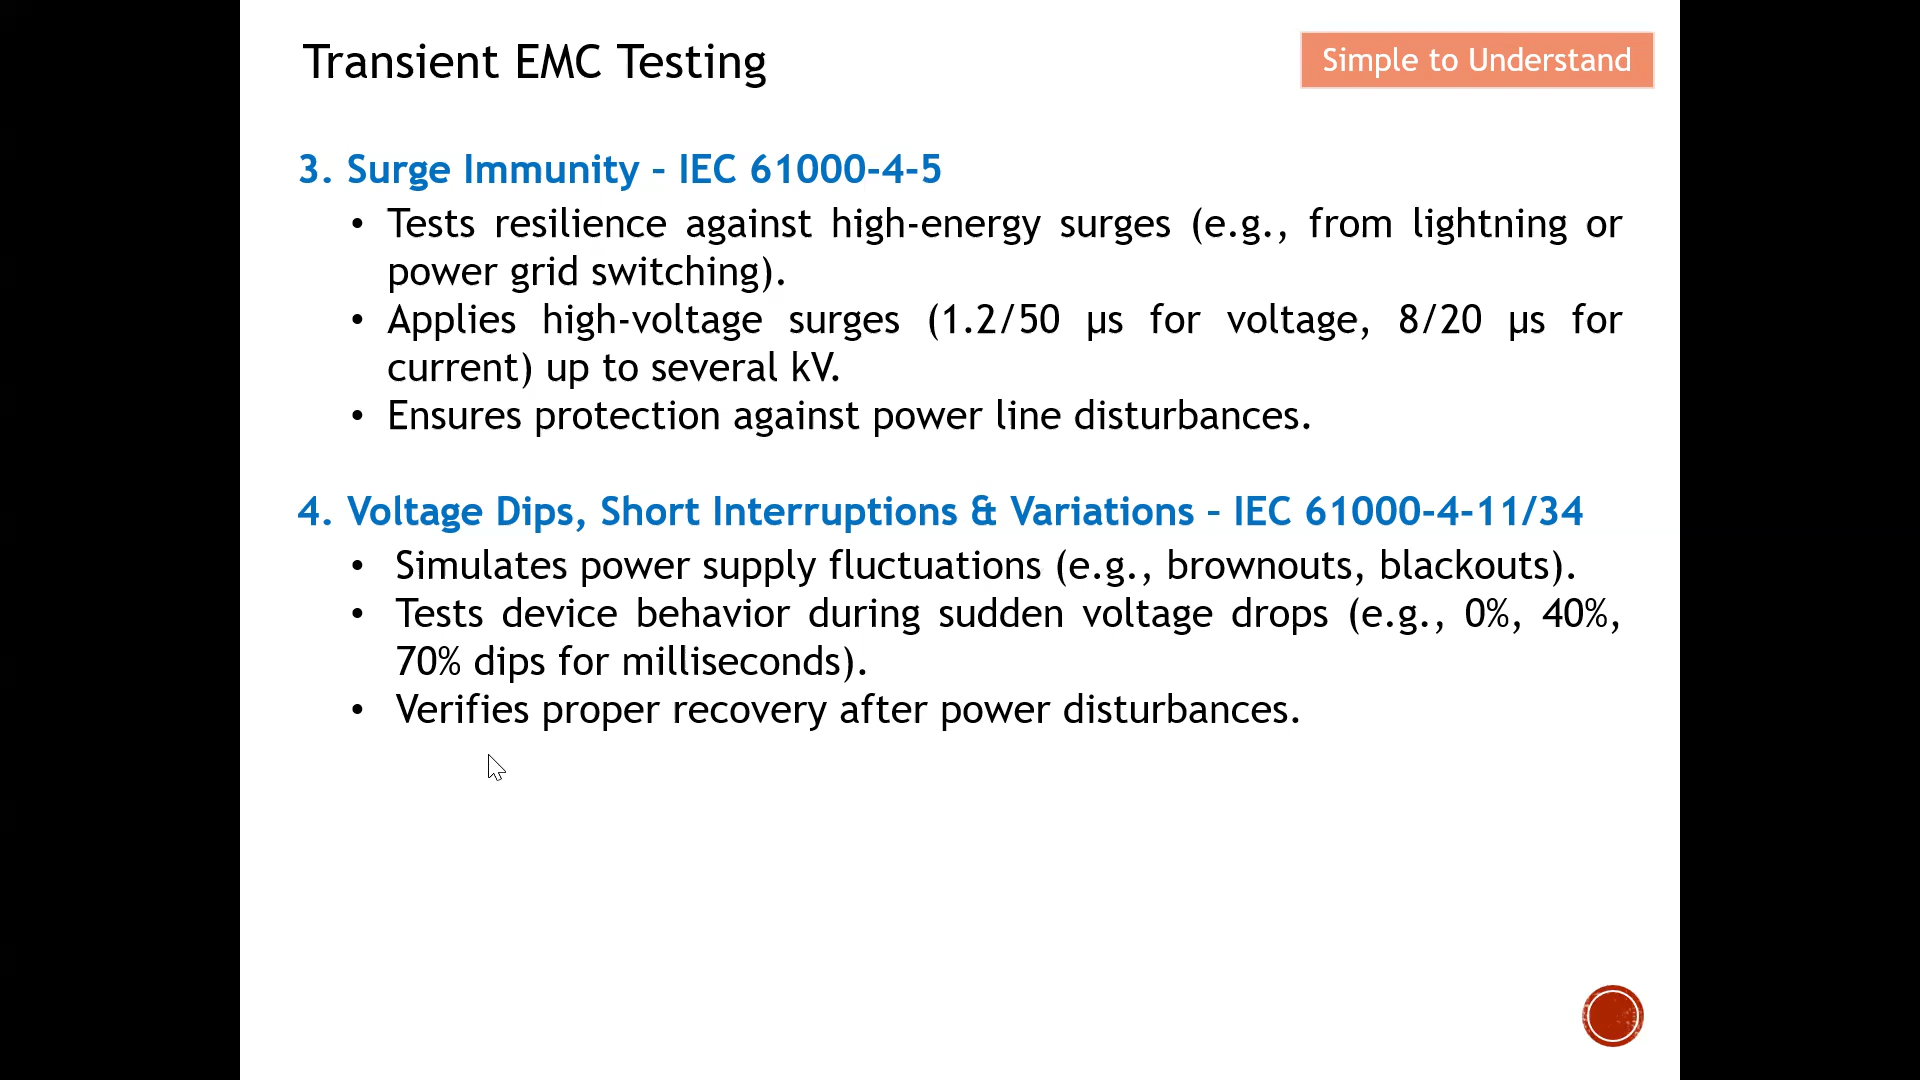 Transient EMC Testing
Simple to Understand
3. Surge Immunity – IEC 61000-4-5
• Tests resilience against high-energy surges (e.g., from lightning or
power grid switching).
• Applies high-voltage surges (1.2/50 µs for voltage, 8/20 µs for
current) up to several kV.
• Ensures protection against power line disturbances.
4. Voltage Dips, Short Interruptions & Variations – IEC 61000-4-11/34
• Simulates power supply fluctuations (e.g., brownouts, blackouts).
• Tests device behavior during sudden voltage drops (e.g., 0%, 40%,
70% dips for milliseconds).
• Verifies proper recovery after power disturbances.